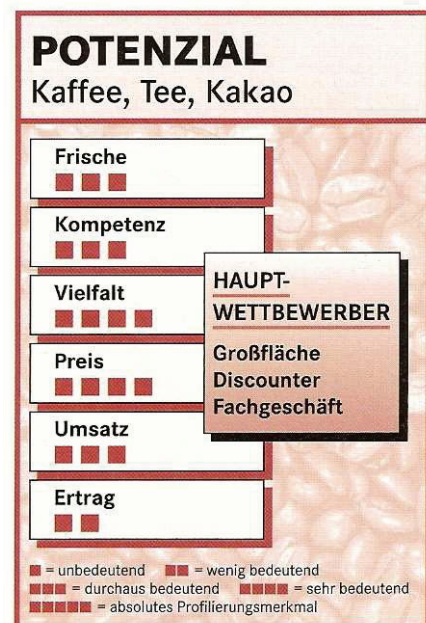 POTENZIAL
Kaffee, Tee, Kakao
Frische
Kompetenz
Vielfalt
Preis
Umsatz
Ertrag
HAUPT-
WETTBEWERBER
Großfläche
Discounter
Fachgeschäft
= unbedeutend = wenig bedeutend
= durchaus bedeutend = sehr bedeutend
= absolutes Profilierungsmerkmal